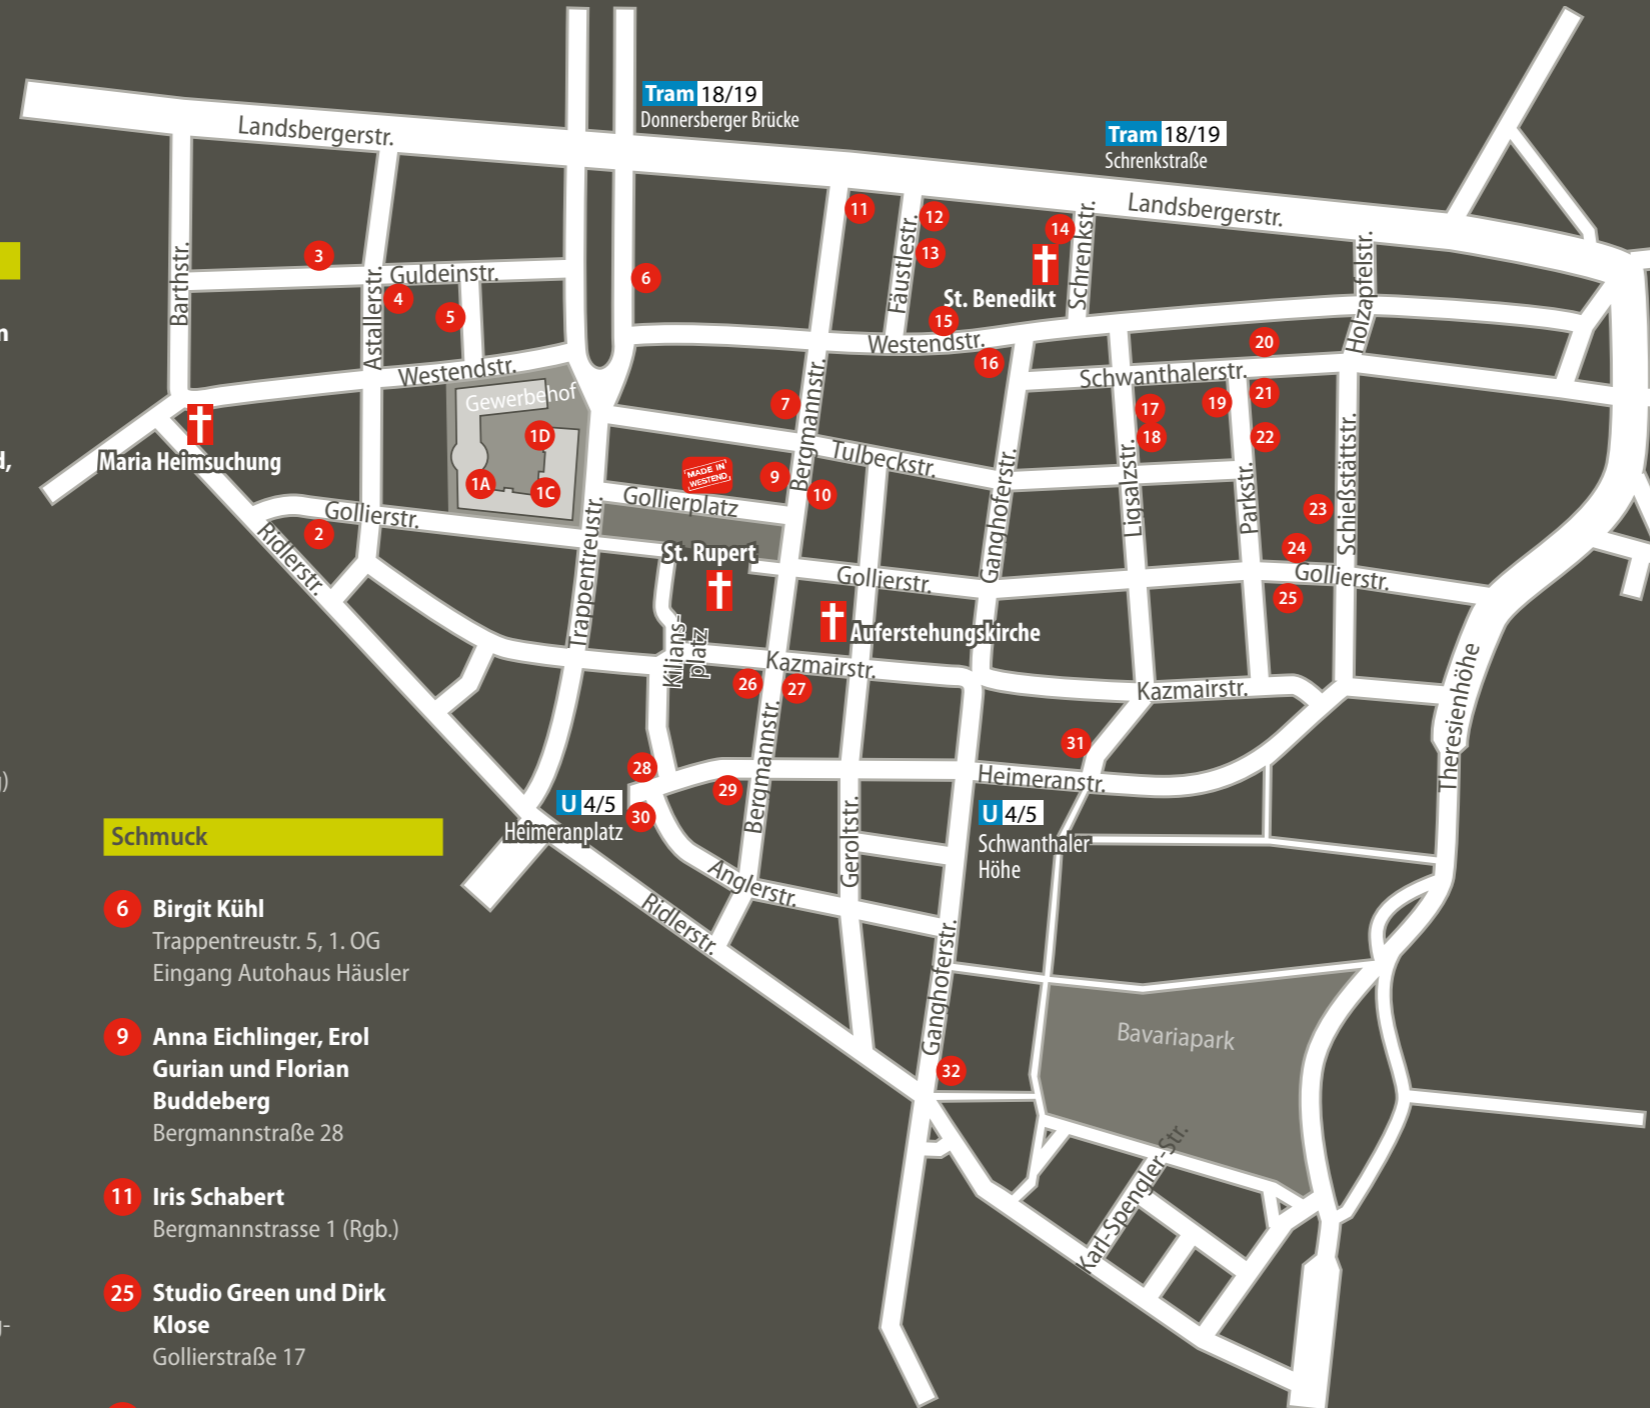 Tram 18/19
Donnersberger Brücke
Tram 18/19
Schrenkstraße
Landsbergerstr.
Landsbergerstr.
Barthstr.
3
Astallerstr.
Guldeinstr.
4
5
6
11
Fäustlestr.
12
13
14
Schrenkstr.
St. Benedikt
15
Westendstr.
16
Holzapfelstr.
20
Westendstr.
Gewerbehof
1D
1A
1C
Maria Heimsuchung
7
Bergmannstr.
Schwanthalerstr.
17
18
19
21
22
Tulbeckstr.
MADE IN
WESTEND
9
10
Gollierplatz
Ganghoferstr.
Ligsalzstr.
Parkstr.
Schießstättstr.
23
24
Gollierstr.
25
Gollierstr.
2
Ridlerstr.
Trappentreustr.
St. Rupert
Gollierstr.
Auferstehungskirche
Kilians-
platz
Kazmairstr.
26
27
Kazmairstr.
Theresienhöhe
31
Bergmannstr.
28
29
30
Heimeranstr.
U 4/5
Heimeranplatz
U 4/5
Schwanthaler
Höhe
Geroltstr.
Anglerstr.
Ridlerstr.
Ganghoferstr.
32
Bavariapark
Karl-Spengler-Str.
n
d,
)
g-
Schmuck
6 Birgit Kühl
Trappentreustr. 5, 1. OG
Eingang Autohaus Häusler
9 Anna Eichlinger, Erol
Gurian und Florian
Buddeberg
Bergmannstraße 28
11 Iris Schabert
Bergmannstrasse 1 (Rgb.)
25 Studio Green und Dirk
Klose
Gollierstraße 17